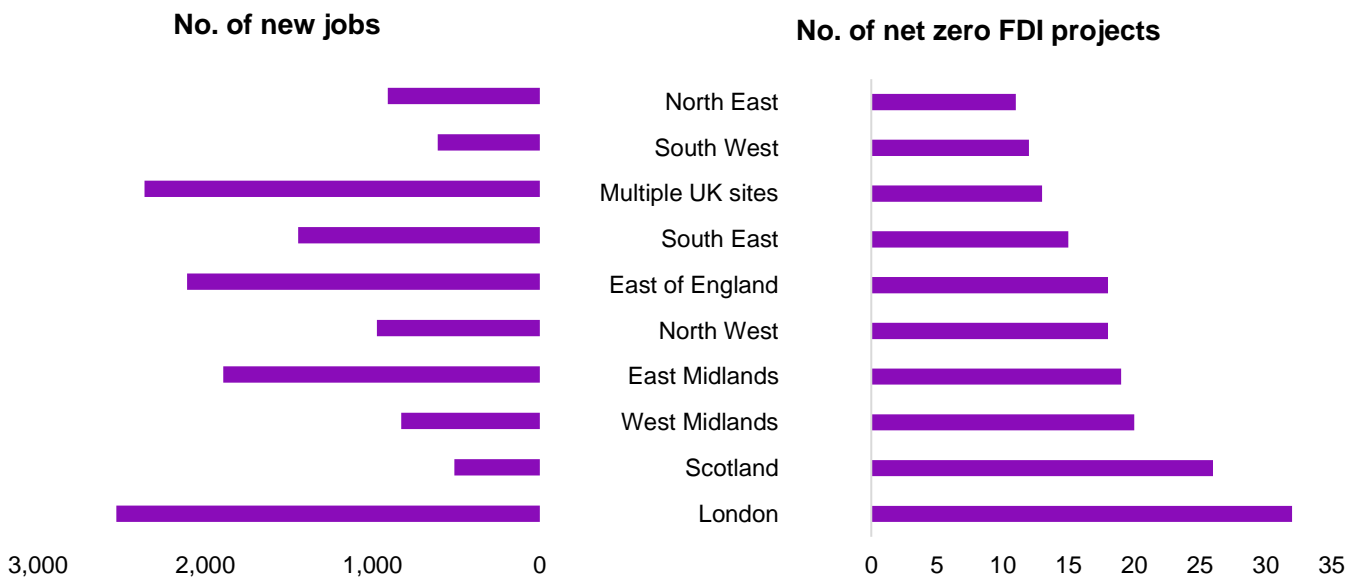 No. of new jobs
No. of net zero FDI projects
North East
South West
Multiple UK sites
South East
East of England
North West
East Midlands
West Midlands
Scotland
London
3,000 2,000 1,000 0
0 5 10 15 20 25 30 35